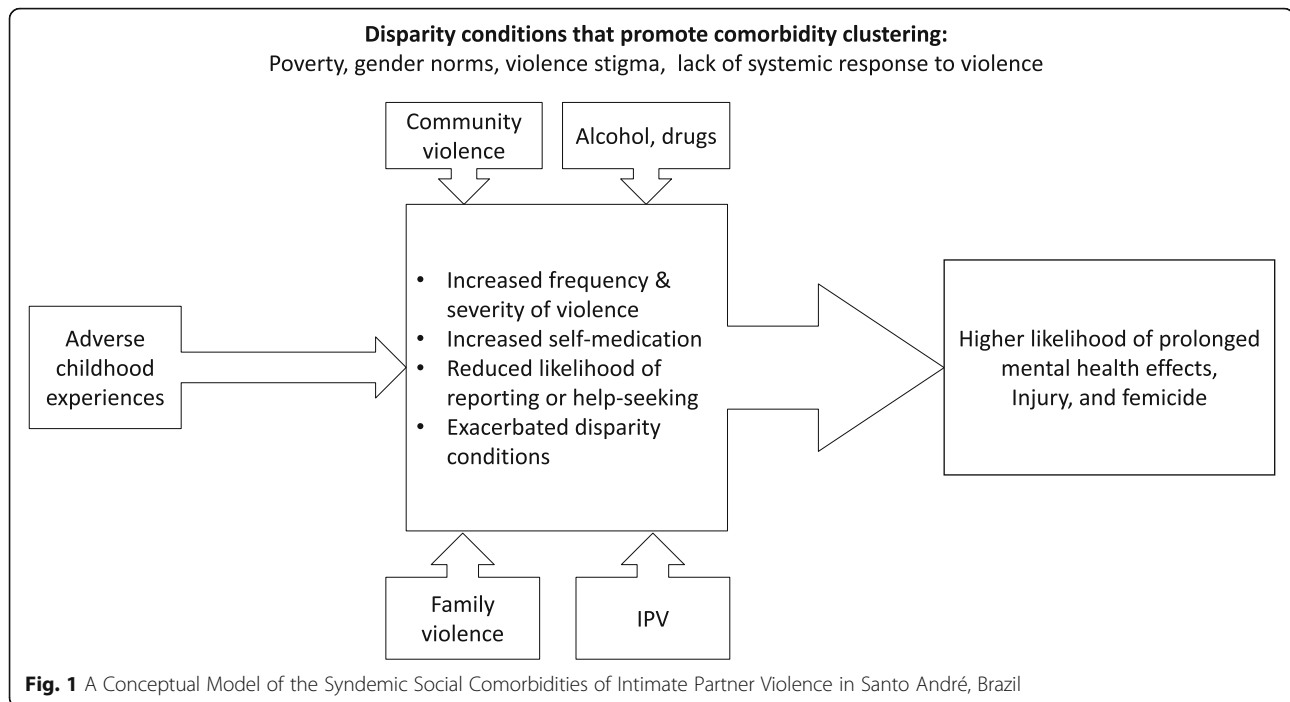 Disparity conditions that promote comorbidity clustering:
Poverty, gender norms, violence stigma, lack of systemic response to violence
Community
violence
Alcohol, drugs
Adverse
childhood
experiences
• Increased frequency &
severity of violence
• Increased self-medication
• Reduced likelihood of
reporting or help-seeking
• Exacerbated disparity
conditions
Higher likelihood of prolonged
mental health effects,
Injury, and femicide
Family
violence
IPV
Fig. 1 A Conceptual Model of the Syndemic Social Comorbidities of Intimate Partner Violence in Santo André, Brazil